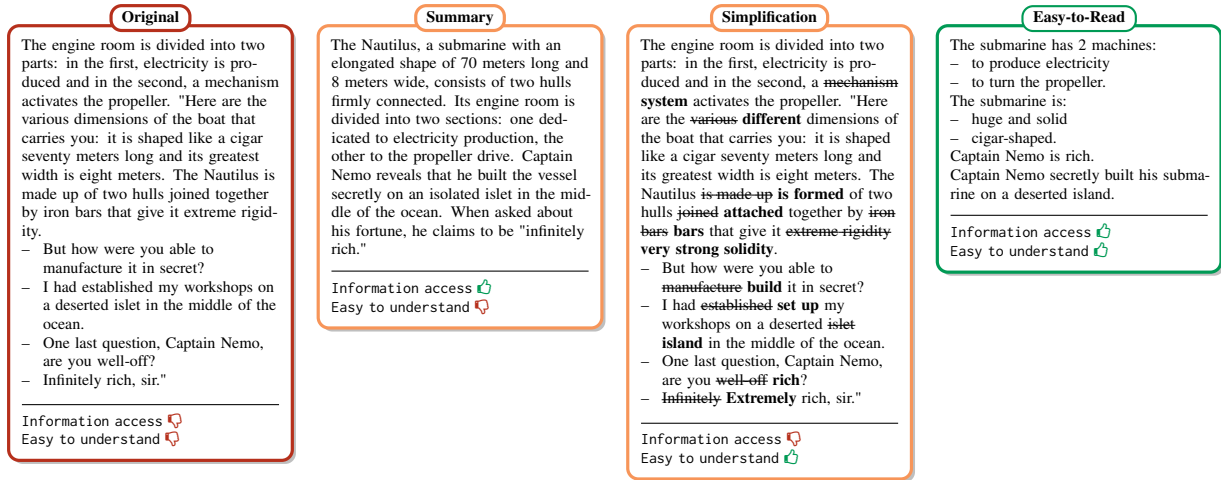 Original
The engine room is divided into two
parts: in the first, electricity is pro-
duced and in the second, a mechanism
activates the propeller. "Here are the
various dimensions of the boat that
carries you: it is shaped like a cigar
seventy meters long and its greatest
width is eight meters. The Nautilus is
made up of two hulls joined together
by iron bars that give it extreme rigid-
ity.
– But how were you able to
manufacture it in secret?
– I had established my workshops on
a deserted islet in the middle of the
ocean.
– One last question, Captain Nemo,
are you well-off?
– Infinitely rich, sir."
Information access
Easy to understand
Summary
The Nautilus, a submarine with an
elongated shape of 70 meters long and
8 meters wide, consists of two hulls
firmly connected. Its engine room is
divided into two sections: one ded-
icated to electricity production, the
other to the propeller drive. Captain
Nemo reveals that he built the vessel
secretly on an isolated islet in the mid-
dle of the ocean. When asked about
his fortune, he claims to be "infinitely
rich."
Information access
Easy to understand
Simplification
The engine room is divided into two
parts: in the first, electricity is pro-
duced and in the second, a mechanism
system activates the propeller. "Here
are the various different dimensions of
the boat that carries you: it is shaped
like a cigar seventy meters long and
its greatest width is eight meters. The
Nautilus is made up is formed of two
hulls joined attached together by iron
bars bars that give it extreme rigidity
very strong solidity.
– But how were you able to
manufacture build it in secret?
– I had established set up my
workshops on a deserted islet
island in the middle of the ocean.
– One last question, Captain Nemo,
are you well-off rich?
– Infinitely Extremely rich, sir."
Information access
Easy to understand
Easy-to-Read
The submarine has 2 machines:
– to produce electricity
– to turn the propeller.
The submarine is:
– huge and solid
– cigar-shaped.
Captain Nemo is rich.
Captain Nemo secretly built his subma-
rine on a deserted island.
Information access
Easy to understand